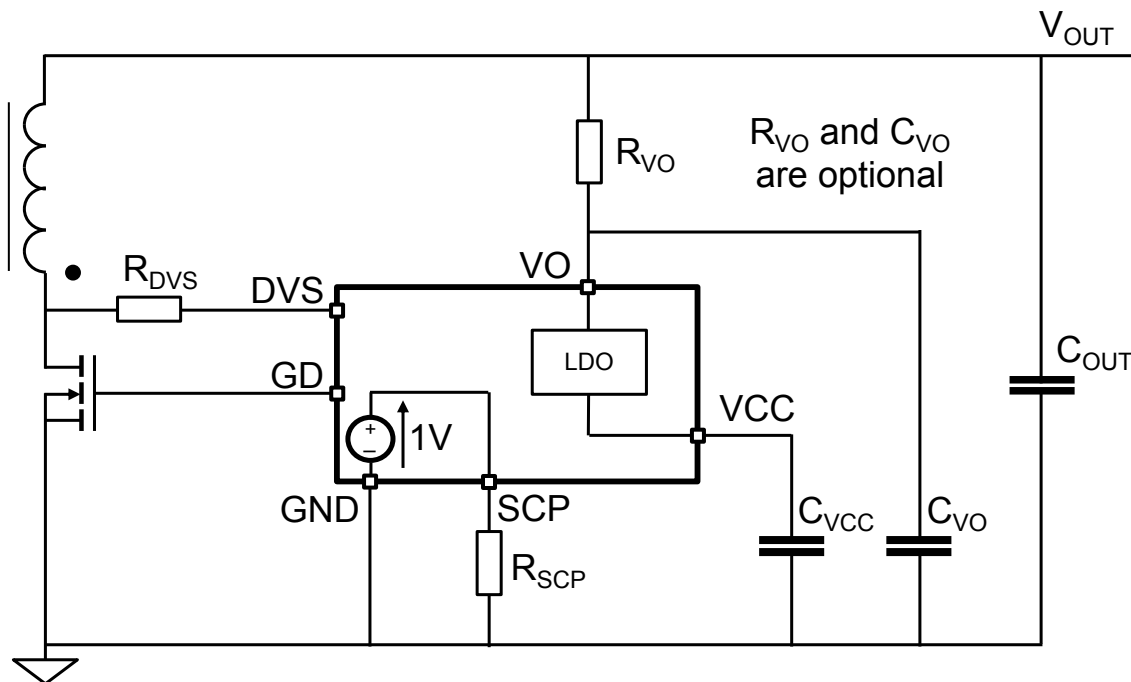 VOUT
RVO
RVO and CVO
are optional
RDVS
DVS
VO
LDO
GD
VCC
COUT
+
−
1V
GND
SCP
CVCC
CVO
RSCP